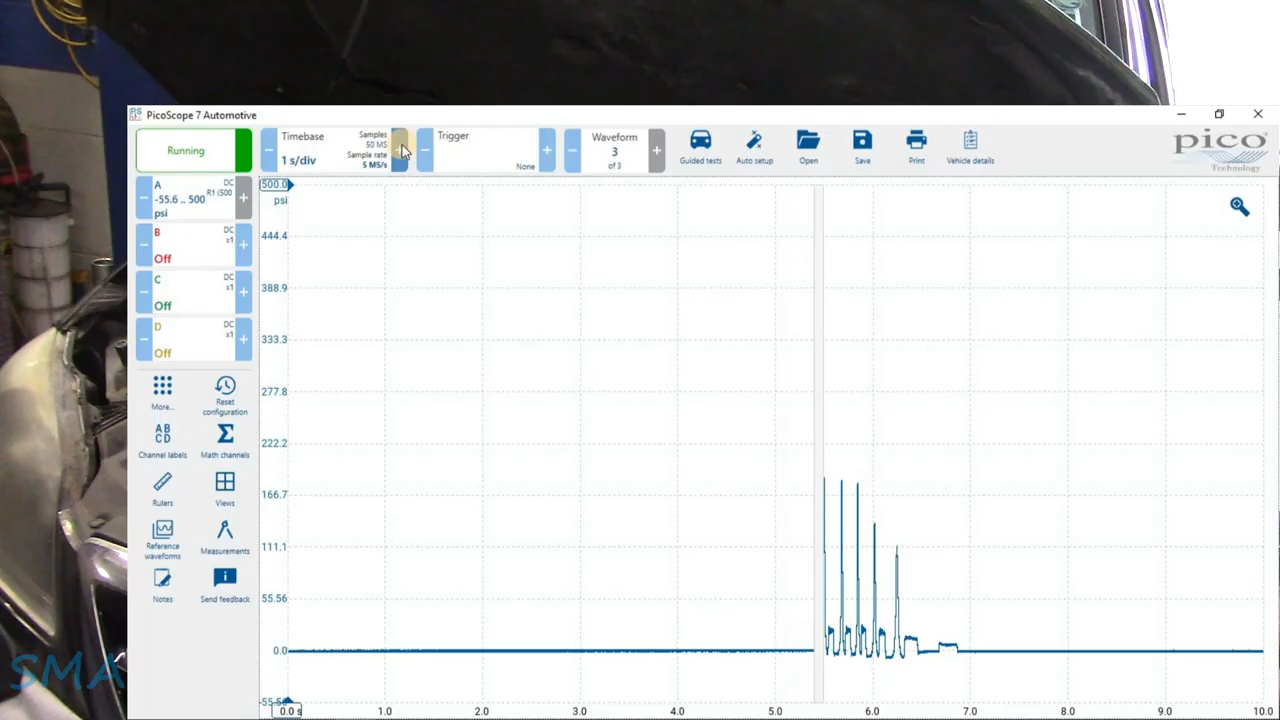 PicoScope 7 Automotive
Running
Timebase
1 s/div
Samples
50 MS
Sample rate
5 MS/s
Trigger
None
Waveform
3
of 3
Guided tests
Auto setup
Open
Save
Print
Vehicle details
pico
Technology
A
DC
R1 (500
-55.6 .. 500
psi
B
DC
x1
Off
C
DC
x1
Off
D
DC
x1
Off
More...
Reset
configuration
AB
CD
Channel labels
Math channels
Rulers
Views
Reference
waveforms
Measurements
Notes
Send feedback
500.0
psi
444.4
388.9
333.3
277.8
222.2
166.7
111.1
55.56
0.0
0.0 s
1.0
2.0
3.0
4.0
5.0
6.0
7.0
8.0
9.0
10.0
SMA